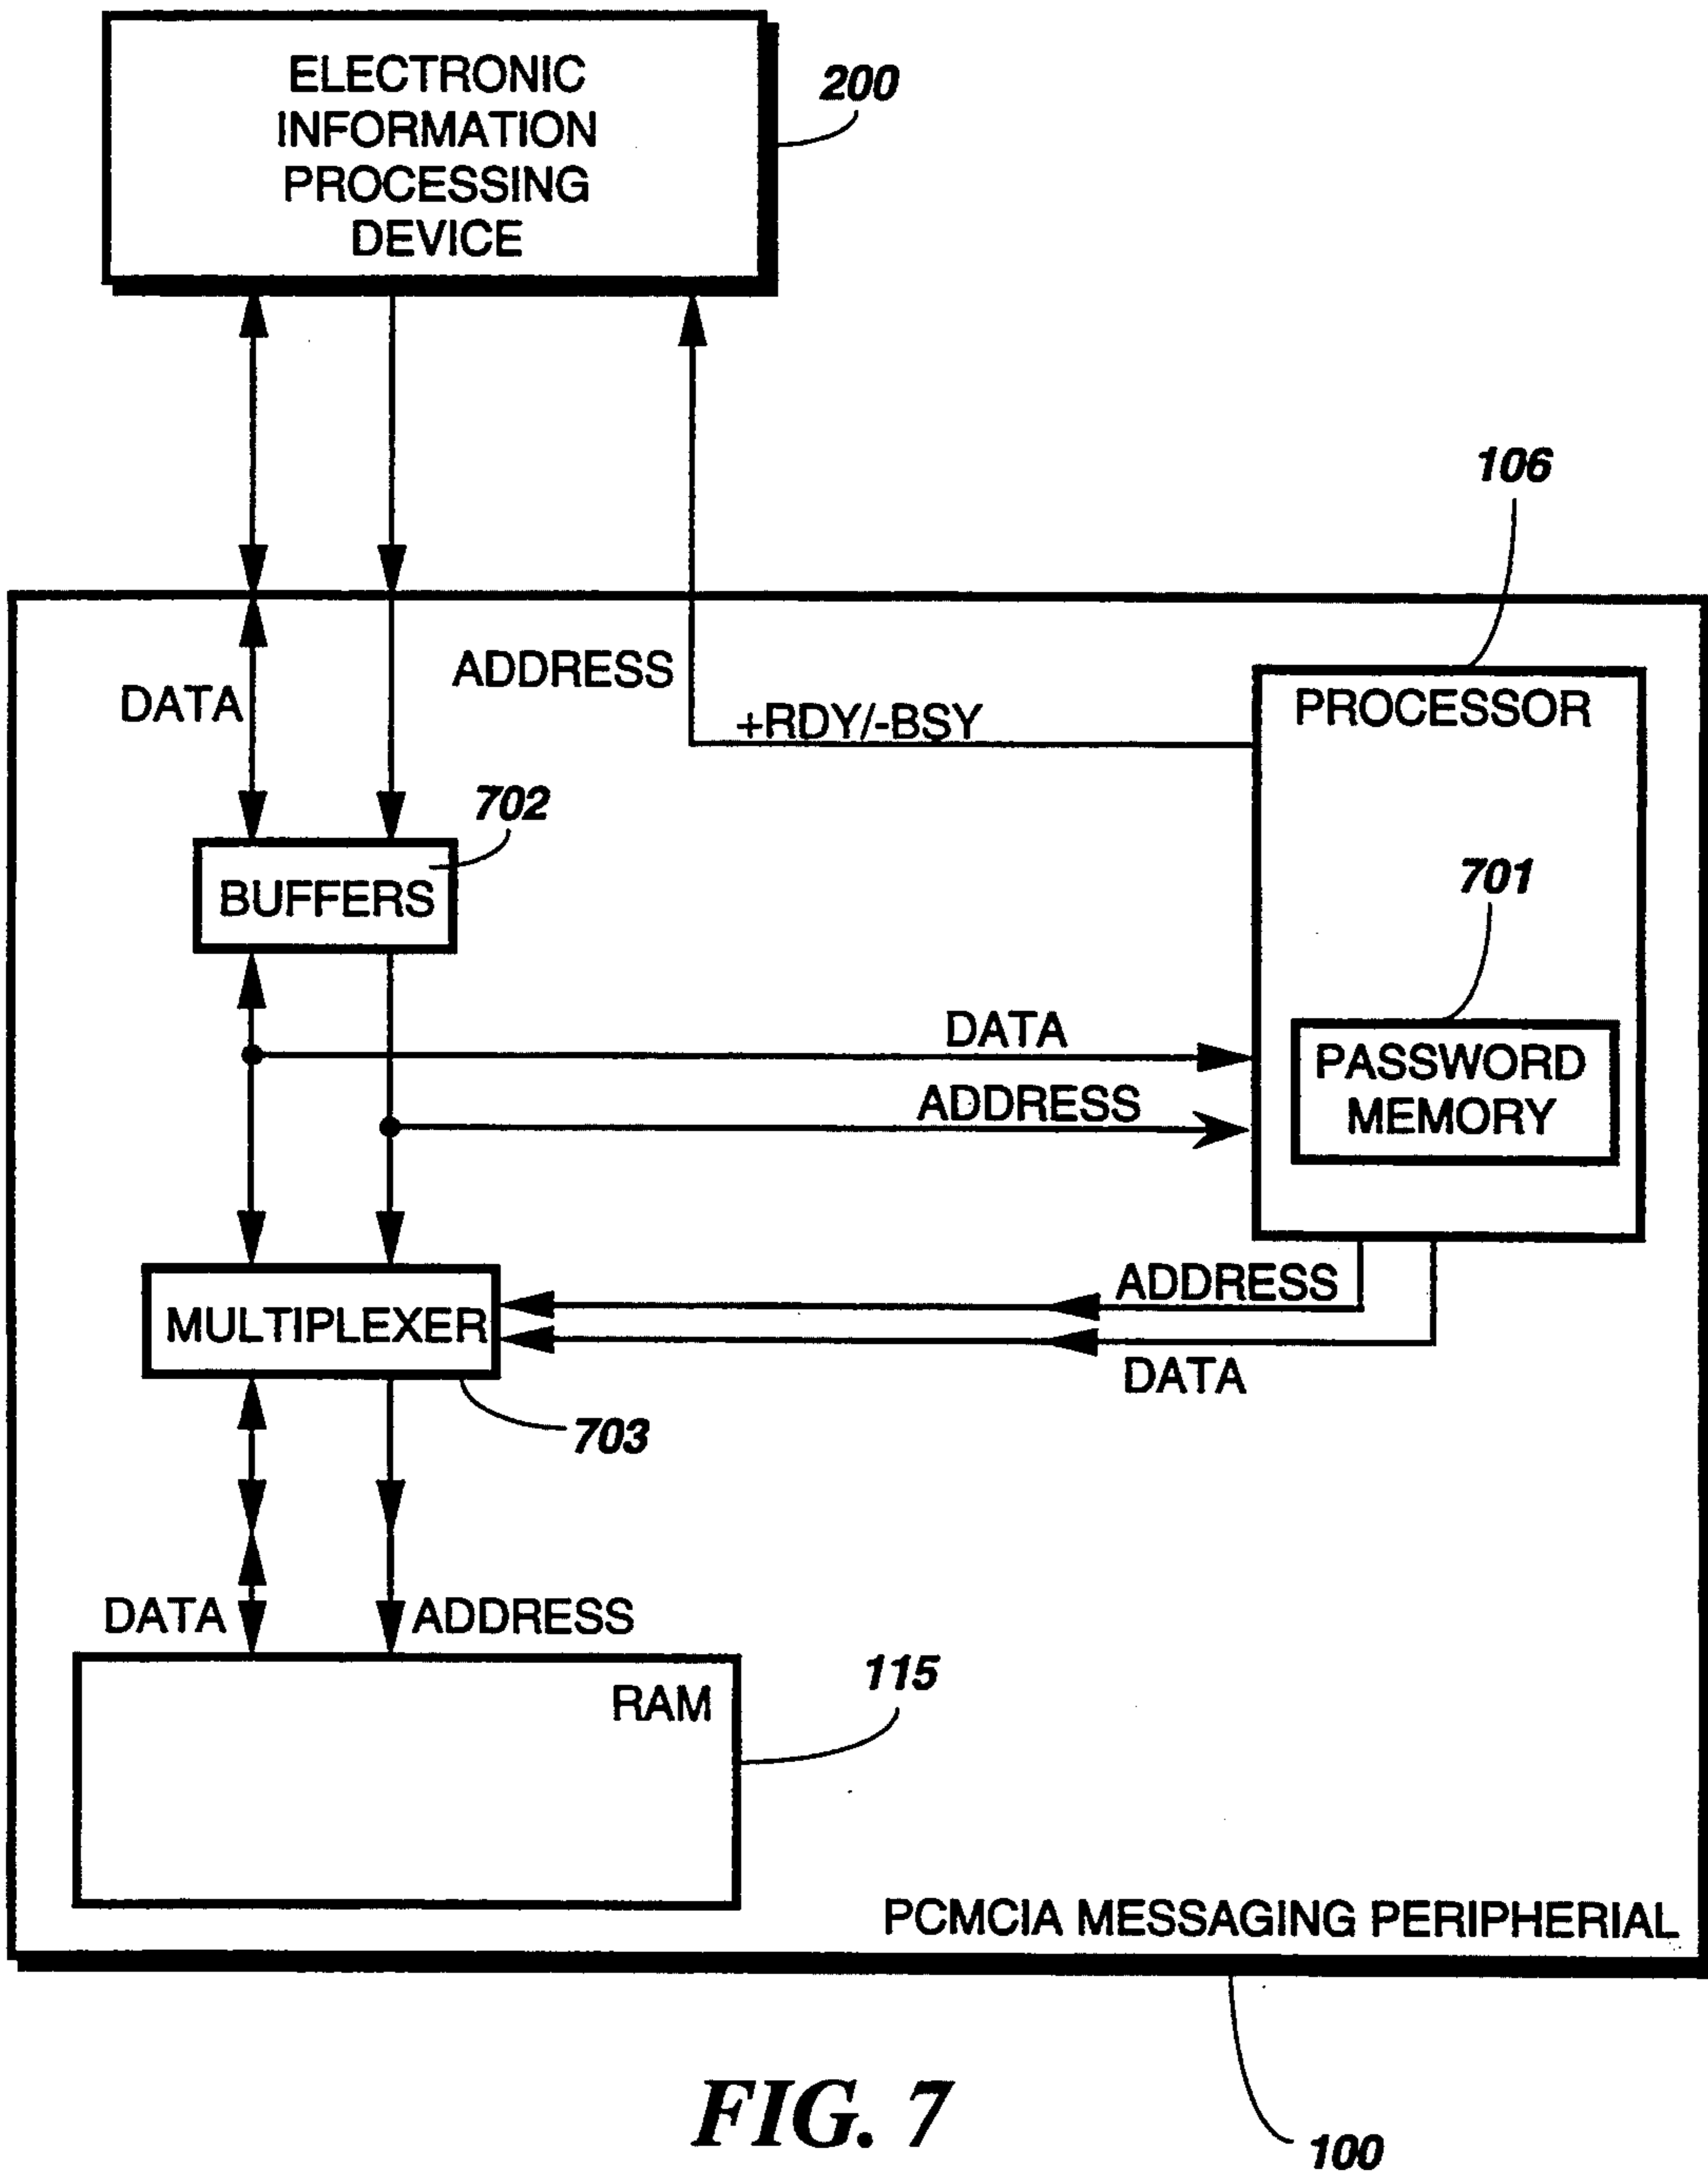 ELECTRONIC
INFORMATION
PROCESSING
DEVICE
200
106
DATA
ADDRESS
+RDY/-BSY
PROCESSOR
702
BUFFERS
701
DATA
PASSWORD
MEMORY
ADDRESS
MULTIPLEXER
ADDRESS
DATA
703
DATA
ADDRESS
RAM
115
PCMCIA MESSAGING PERIPHERIAL
FIG. 7
100